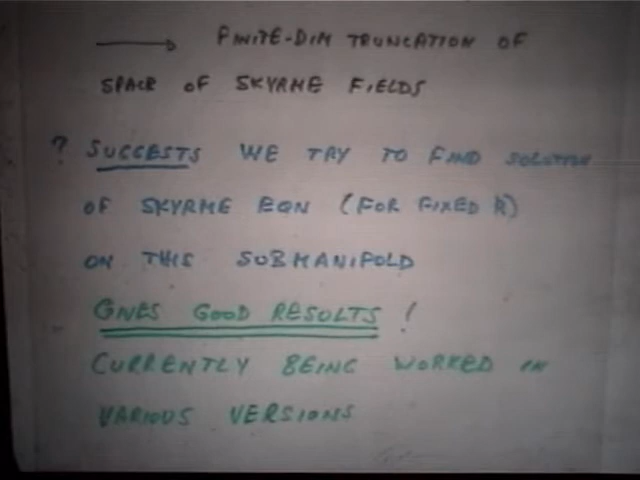 → FINITE-DIM TRUNCATION OF
SPACE OF SKYRME FIELDS
? SUGGESTS WE TRY TO FIND SOLUTION
OF SKYRME EQN (FOR FIXED k)
ON THIS SUBMANIFOLD
GIVES GOOD RESULTS !
CURRENTLY BEING WORKED ON
VARIOUS VERSIONS